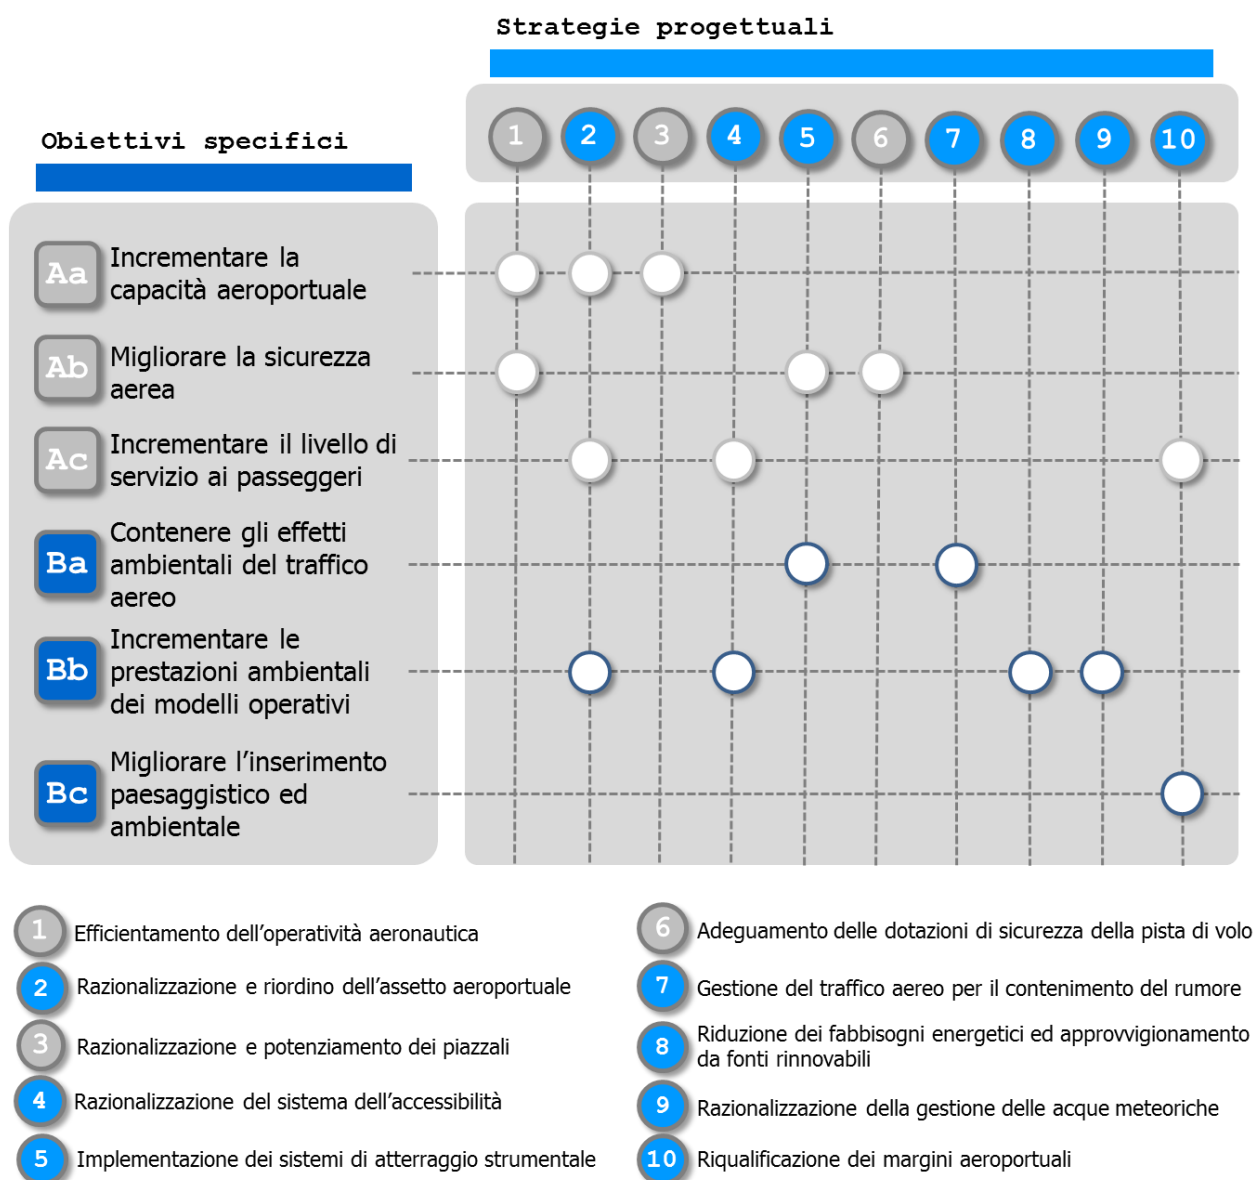 Strategie progettuali
Obiettivi specifici
1 2 3 4 5 6 7 8 9 10
Aa Incrementare la
capacità aeroportuale
Ab Migliorare la sicurezza
aerea
Ac Incrementare il livello di
servizio ai passeggeri
Ba Contenere gli effetti
ambientali del traffico
aereo
Bb Incrementare le
prestazioni ambientali
dei modelli operativi
Bc Migliorare l’inserimento
paesaggistico ed
ambientale
1 Efficientamento dell’operatività aeronautica
2 Razionalizzazione e riordino dell’assetto aeroportuale
3 Razionalizzazione e potenziamento dei piazzali
4 Razionalizzazione del sistema dell’accessibilità
5 Implementazione dei sistemi di atterraggio strumentale
6 Adeguamento delle dotazioni di sicurezza della pista di volo
7 Gestione del traffico aereo per il contenimento del rumore
8 Riduzione dei fabbisogni energetici ed approvvigionamento
da fonti rinnovabili
9 Razionalizzazione della gestione delle acque meteoriche
10 Riqualificazione dei margini aeroportuali